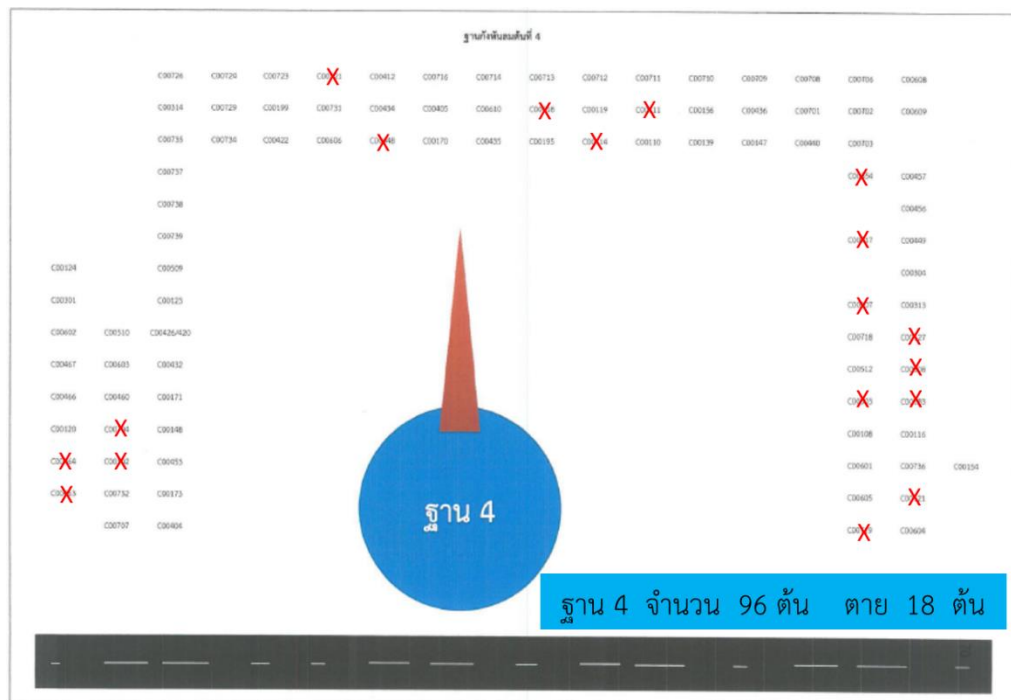 ฐานกังหันลมต้นที่ 4
C00726 C00724 C00723 C00412 C00716 C00714 C00713 C00712 C00711 C00710 C00709 C00708 C00706 C00608
C00314 C00729 C00199 C00731 C00434 C00405 C00610 C00119 C00136 C00436 C00701 C00702 C00609
C00735 C00734 C00422 C00606 C00170 C00435 C00195 C00110 C00139 C00147 C00440 C00703
C00737 C00457
C00738 C00456
C00739 C00449
C00124 C00509 C00304
C00301 C00125 C00313
C00602 C00510 C00426/420 C00718
C00467 C00603 C00432 C00512
C00466 C00460 C00171
C00120 C00148 C00108 C00116
C00453 C00601 C00736 C00154
C00732 C00173 C00605
C00707 C00404 C00604
ฐาน 4
ฐาน 4 จำนวน 96 ต้น ตาย 18 ต้น